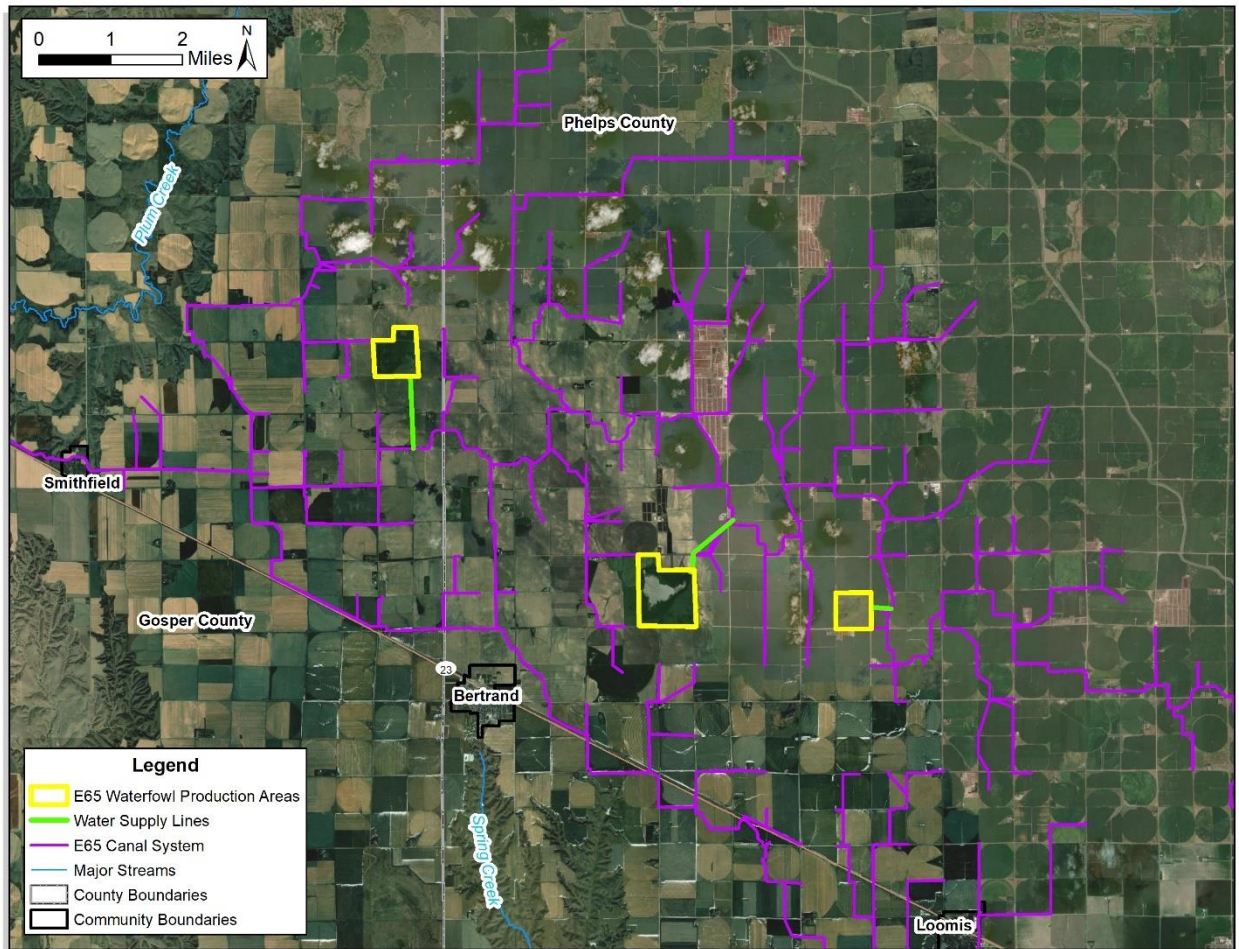 0 1 2
Miles
N
Phelps County
Plum Creek
Smithfield
Gosper County
23
Bertrand
Spring Creek
Loomis
Legend
E65 Waterfowl Production Areas
Water Supply Lines
E65 Canal System
Major Streams
County Boundaries
Community Boundaries